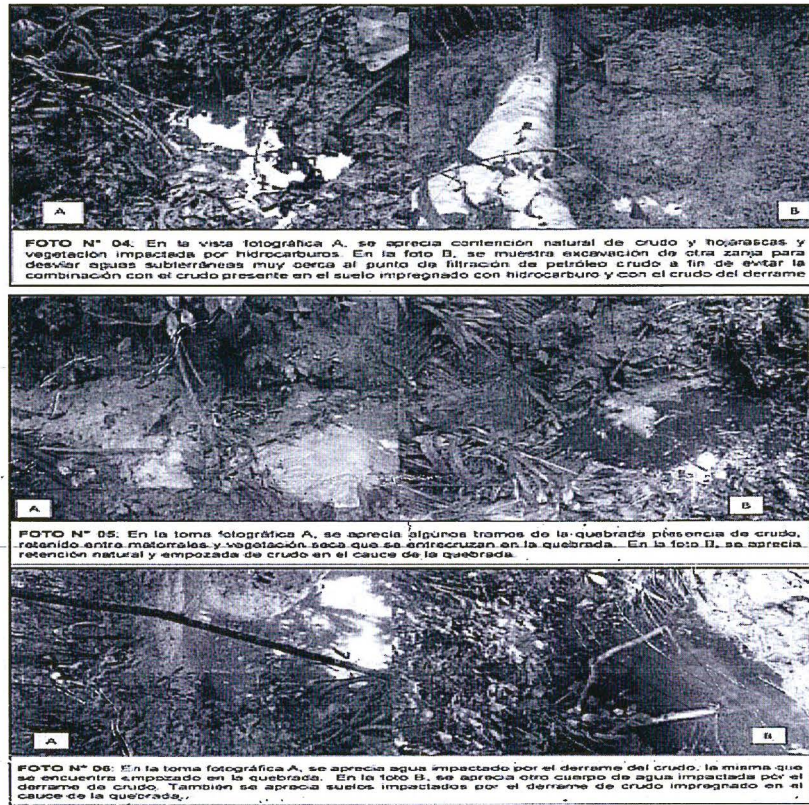 A
B
FOTO N° 04: En la vista fotográfica A, se aprecia contención natural de crudo y hojarascas y
vegetación impactada por hidrocarburos. En la foto B, se muestra excavación de otra zanja para
desviar aguas subterráneas muy cerca al punto de filtración de petróleo crudo a fin de evitar la
combinación con el crudo presente en el suelo impregnado con hidrocarburo y con el crudo del derrame
A
B
FOTO N° 05: En la toma fotográfica A, se aprecia algunos tramos de la quebrada presencia de crudo,
retenido entre matorrales y vegetación seca que se entrecruzan en la quebrada. En la foto B, se aprecia
retención natural y empozada de crudo en el cauce de la quebrada.
A
B
FOTO N° 06: En la toma fotográfica A, se aprecia agua impactado por el derrame del crudo, la misma que
se encuentra empozado en la quebrada. En la foto B, se aprecia otro cuerpo de agua impactada por el
derrame de crudo. También se aprecia suelos impactados por el derrame de crudo impregnado en el
cauce de la quebrada.